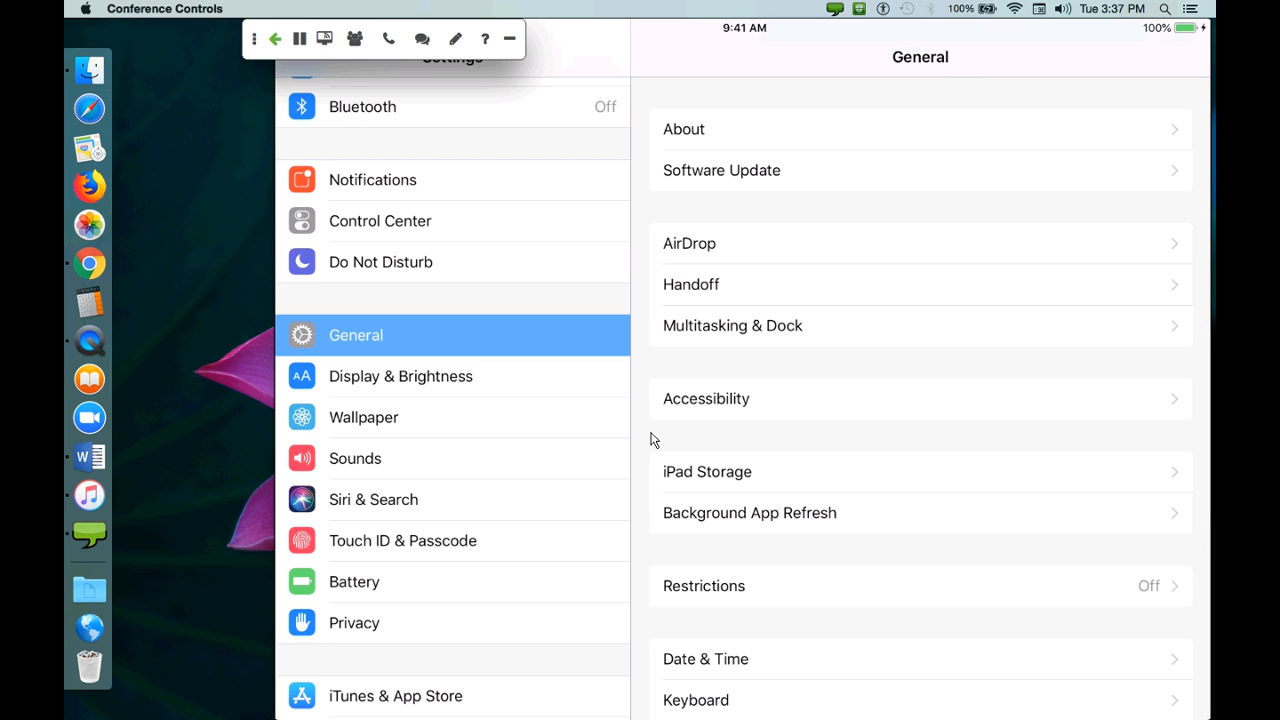 Conference Controls
100%
Tue 3:37 PM
?
9:41 AM
100%
Settings
General
Bluetooth Off
Notifications
Control Center
Do Not Disturb
General
AA Display & Brightness
Wallpaper
Sounds
Siri & Search
Touch ID & Passcode
Battery
Privacy
iTunes & App Store
About
Software Update
AirDrop
Handoff
Multitasking & Dock
Accessibility
iPad Storage
Background App Refresh
Restrictions Off
Date & Time
Keyboard